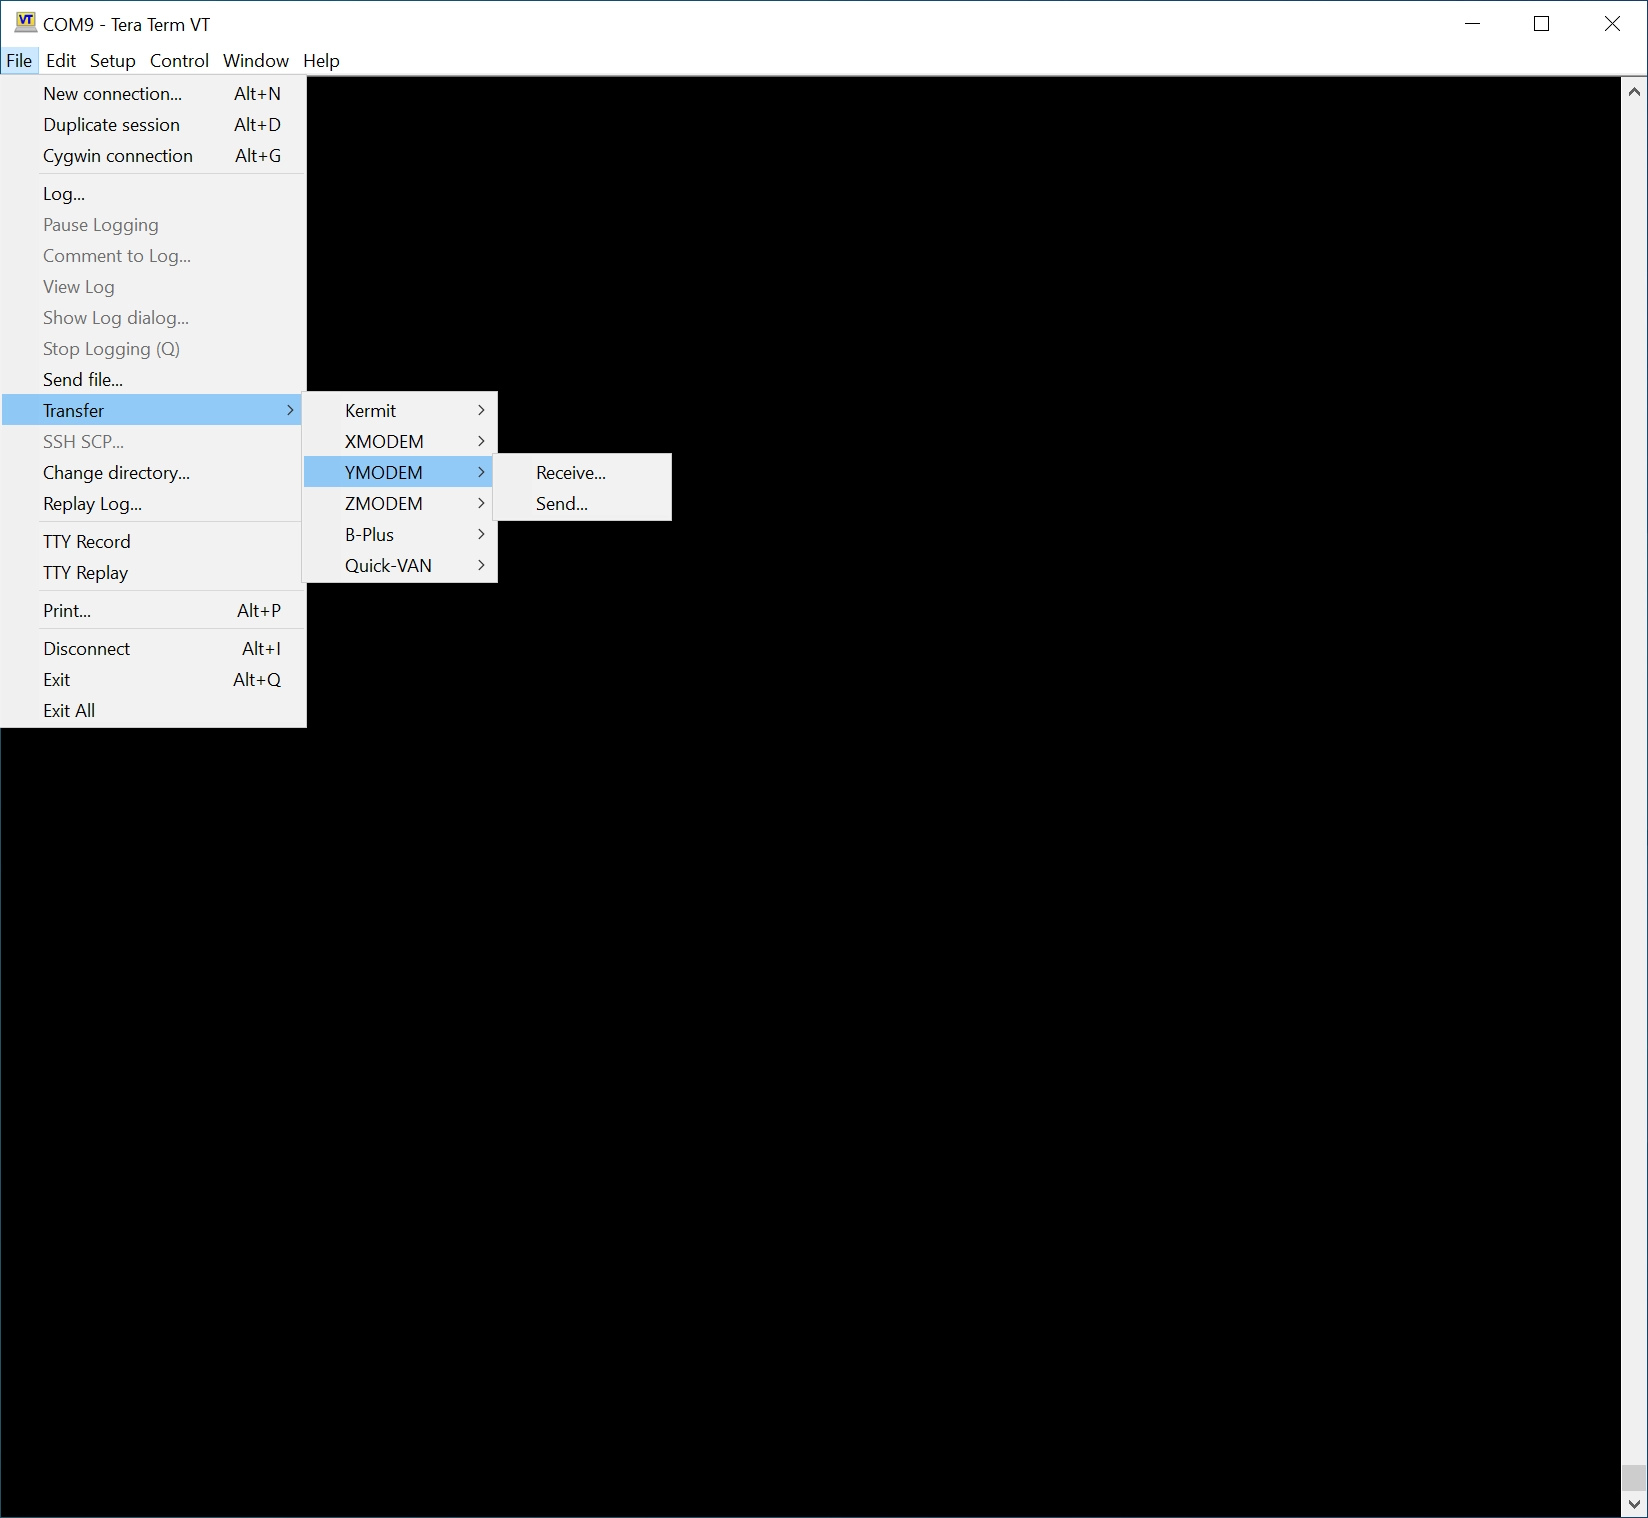 VT COM9 - Tera Term VT
File Edit Setup Control Window Help
New connection... Alt+N
Duplicate session Alt+D
Cygwin connection Alt+G
Log...
Pause Logging
Comment to Log...
View Log
Show Log dialog...
Stop Logging (Q)
Send file...
Transfer
SSH SCP...
Change directory...
Replay Log...
TTY Record
TTY Replay
Print... Alt+P
Disconnect Alt+I
Exit Alt+Q
Exit All
Kermit
XMODEM
YMODEM
ZMODEM
B-Plus
Quick-VAN
Receive...
Send...